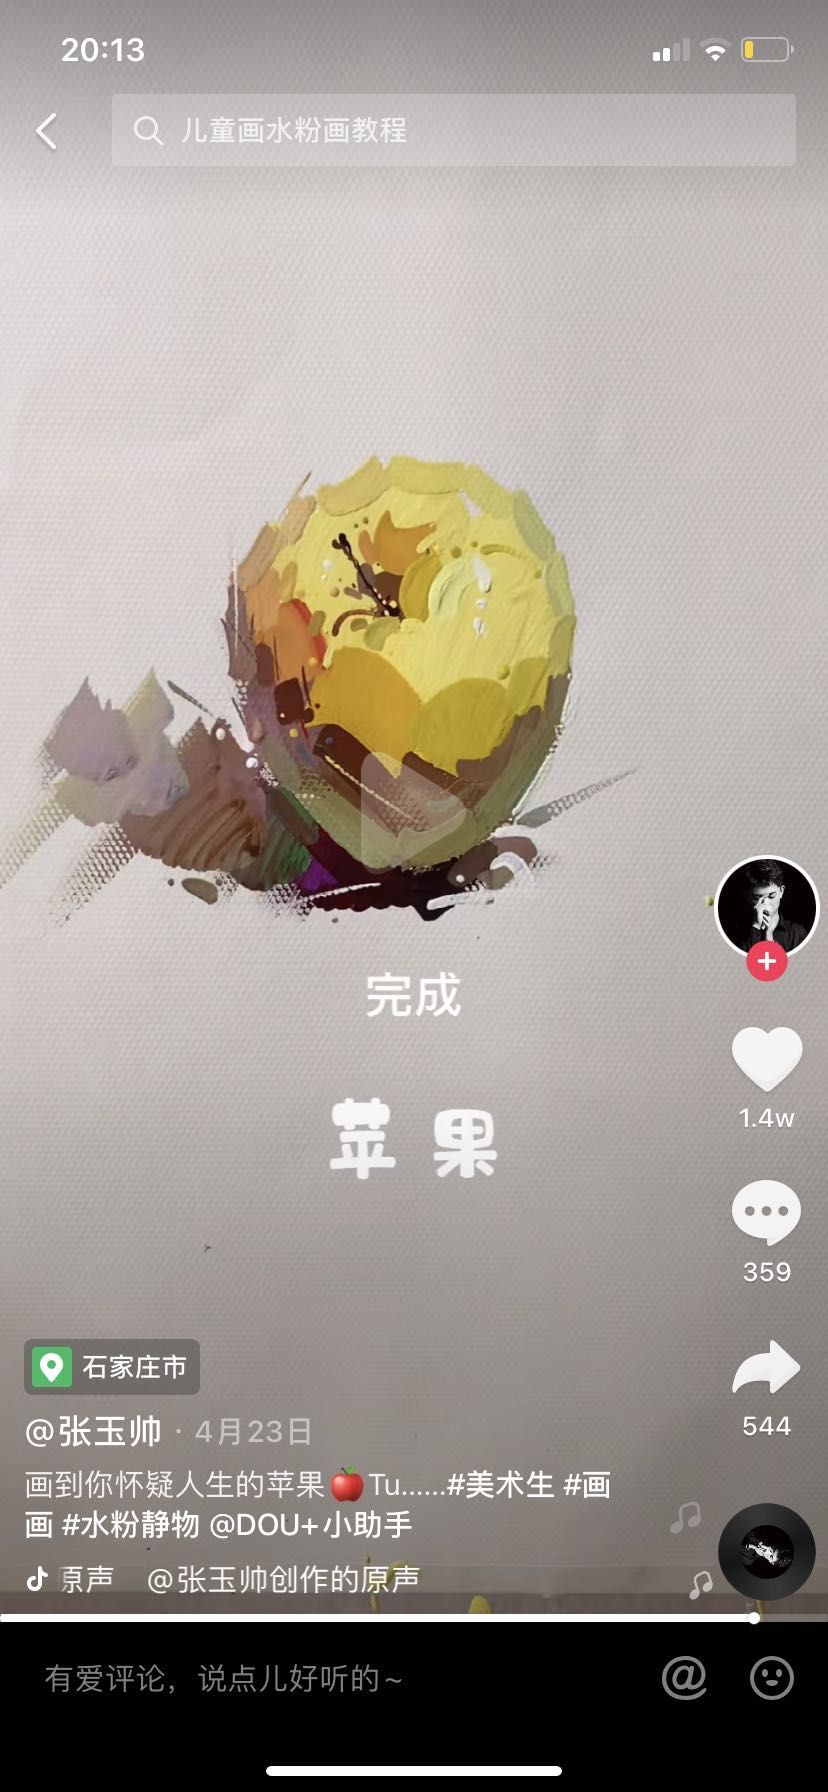 20:13
儿童画水粉画教程
完成
苹果
1.4w
359
石家庄市
544
@张玉帅 · 4月23日
画到你怀疑人生的苹果🍎Tu......#美术生 #画
画 #水粉静物 @DOU+小助手
原声 @张玉帅创作的原声
有爱评论，说点儿好听的~